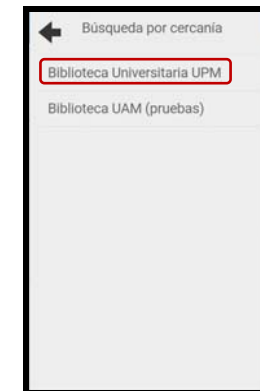 Búsqueda por cercanía
Biblioteca Universitaria UPM
Biblioteca UAM (pruebas)